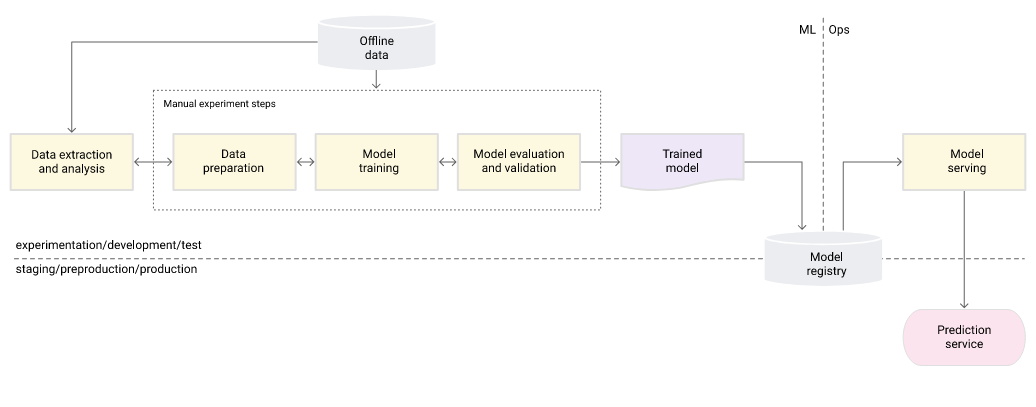 Offline
data
ML
Ops
Manual experiment steps
Data extraction
and analysis
Data
preparation
Model
training
Model evaluation
and validation
Trained
model
Model
serving
experimentation/development/test
staging/preproduction/production
Model
registry
Prediction
service